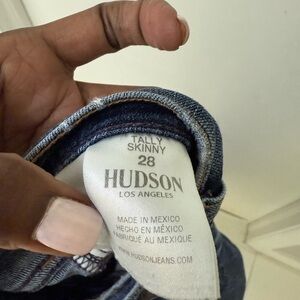 TALLY
SKINNY
28
HUDSON
LOS ANGELES
MADE IN MEXICO
HECHO EN MÉXICO
FABRIQUÉ AU MEXIQUE
WWW.HUDSONJEANS.COM